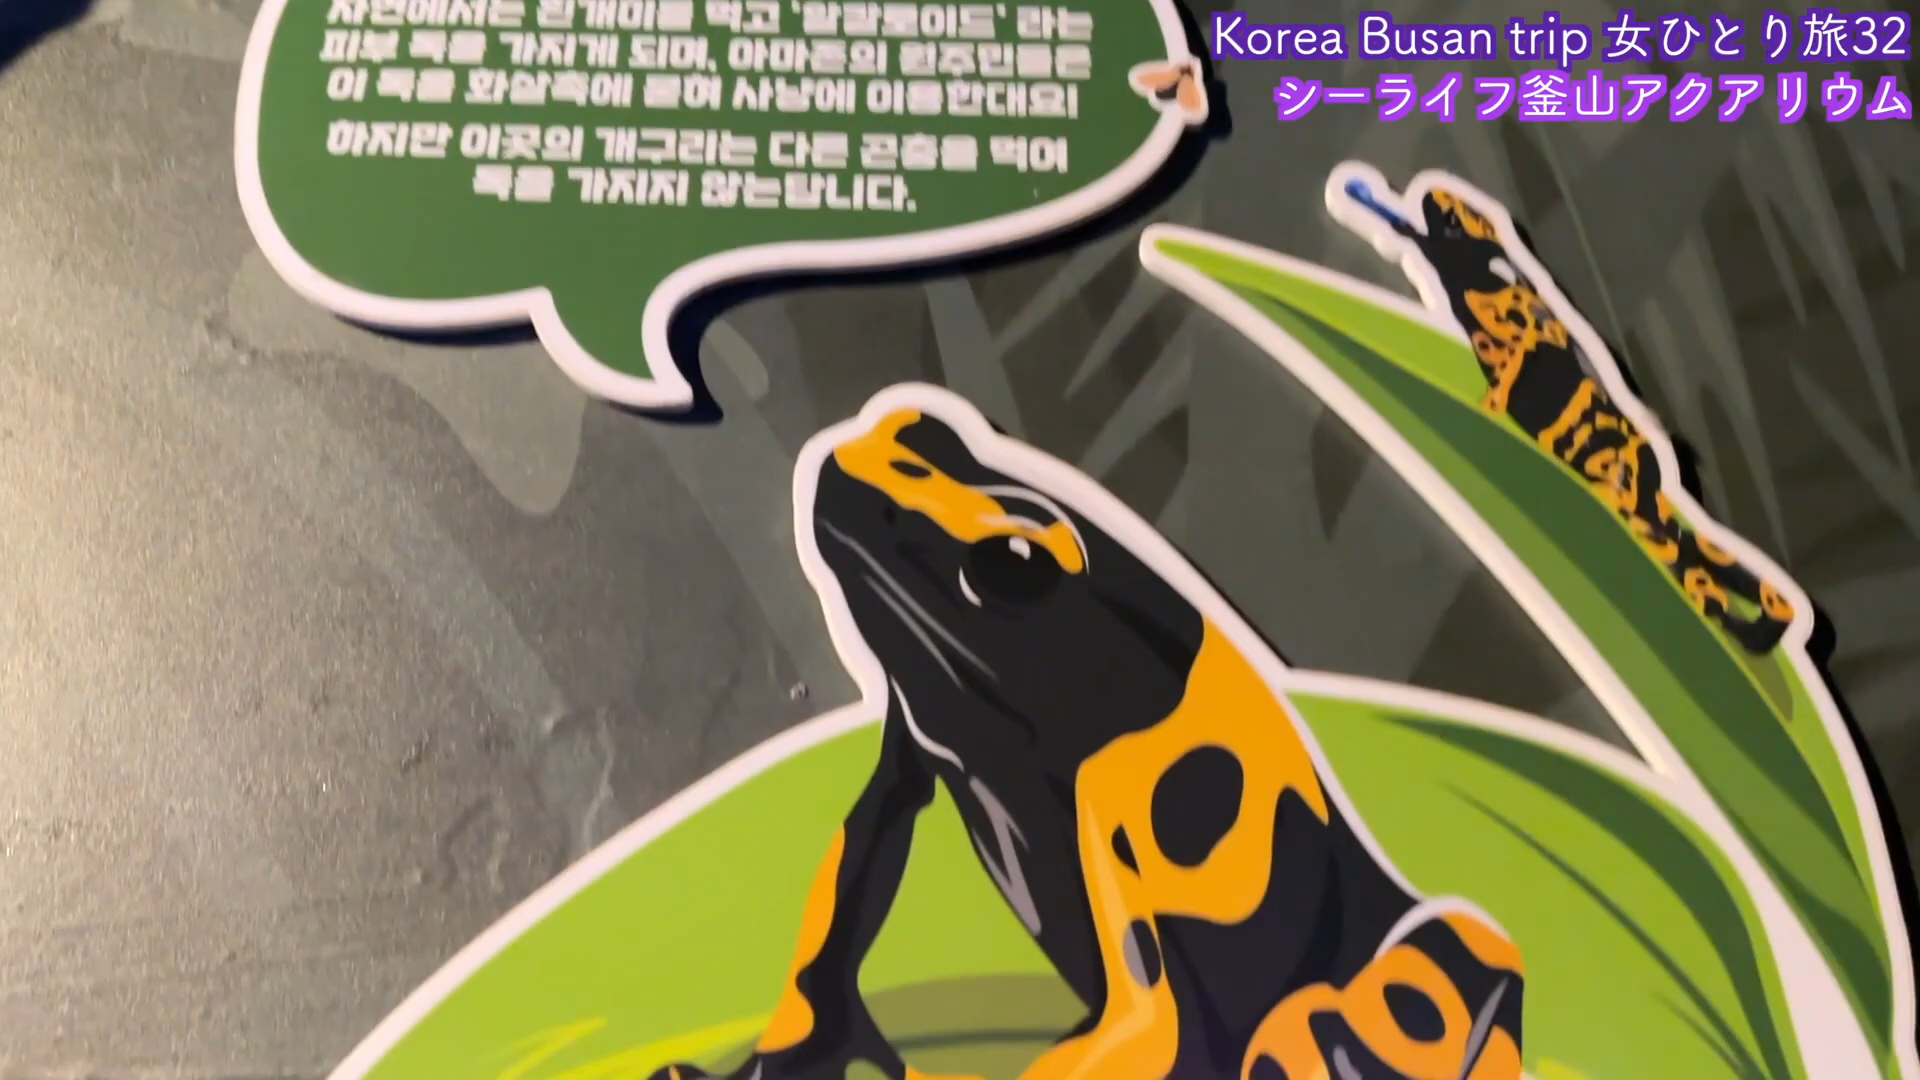 Korea Busan trip 女ひとり旅32
シーライフ釜山アクアリウム
자연에서는 흰개미를 먹고 '알칼로이드' 라는
피부 독을 가지게 되며, 아마존의 원주민들은
이 독을 화살촉에 묻혀 사냥에 이용한대요!
하지만 이곳의 개구리는 다른 곤충을 먹어
독을 가지지 않는답니다.